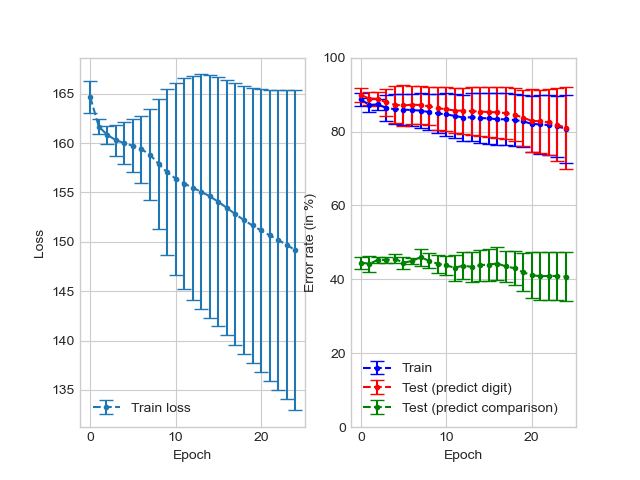 165
160
155
150
145
140
135
0
10
20
Loss
Epoch
Train loss
100
80
60
40
20
0
0
10
20
Error rate (in %)
Epoch
Train
Test (predict digit)
Test (predict comparison)